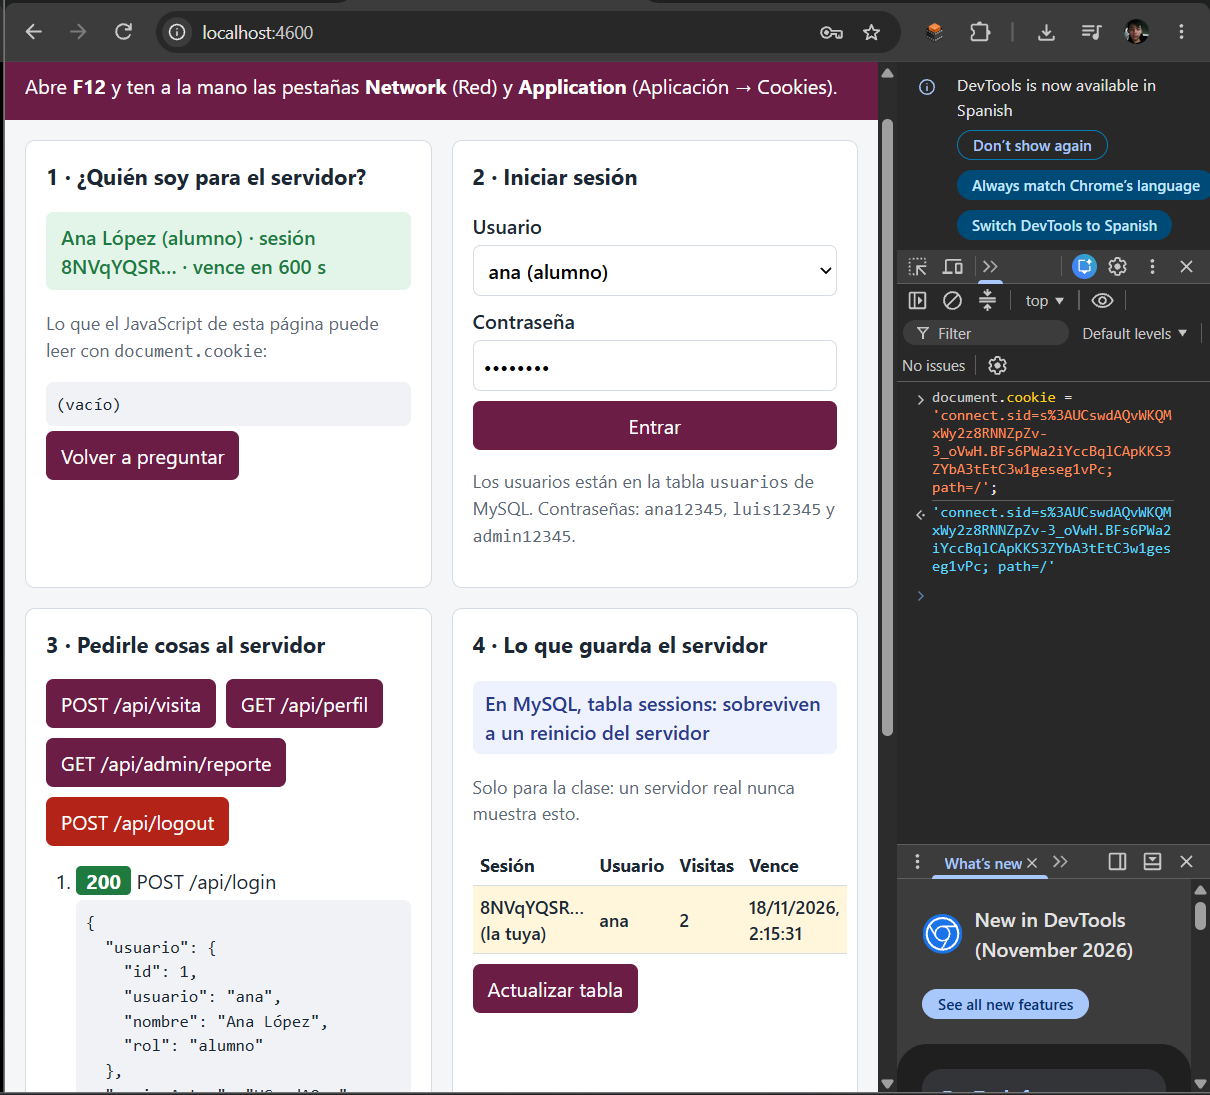 localhost:4600
Abre F12 y ten a la mano las pestañas Network (Red) y Application (Aplicación → Cookies).
1 · ¿Quién soy para el servidor?
Ana López (alumno) · sesión
8NVqYQSR... · vence en 600 s
Lo que el JavaScript de esta página puede
leer con document.cookie:
(vacío)
Volver a preguntar
2 · Iniciar sesión
Usuario
ana (alumno)
Contraseña
••••••••
Entrar
Los usuarios están en la tabla usuarios de
MySQL. Contraseñas: ana12345, luis12345 y
admin12345.
3 · Pedirle cosas al servidor
POST /api/visita
GET /api/perfil
GET /api/admin/reporte
POST /api/logout
1. 200 POST /api/login
{
"usuario": {
"id": 1,
"usuario": "ana",
"nombre": "Ana López",
"rol": "alumno"
},
4 · Lo que guarda el servidor
En MySQL, tabla sessions: sobreviven
a un reinicio del servidor
Solo para la clase: un servidor real nunca
muestra esto.
Sesión Usuario Visitas Vence
8NVqYQSR... ana 2 18/11/2026,
(la tuya) 2:15:31
Actualizar tabla
DevTools is now available in
Spanish
Don't show again
Always match Chrome's language
Switch DevTools to Spanish
top
Filter
Default levels
No issues
document.cookie =
'connect.sid=s%3AUCswdAQvWKQM
xWy2z8RNNZpZv-
3_oVwH.BFs6PWa2iYccBqlCApKKS3
ZYbA3tEtC3w1geseg1vPc;
path=/';
'connect.sid=s%3AUCswdAQvWKQM
xWy2z8RNNZpZv-3_oVwH.BFs6PWa2
iYccBqlCApKKS3ZYbA3tEtC3w1ges
eg1vPc; path=/'
What's new
New in DevTools
(November 2026)
See all new features